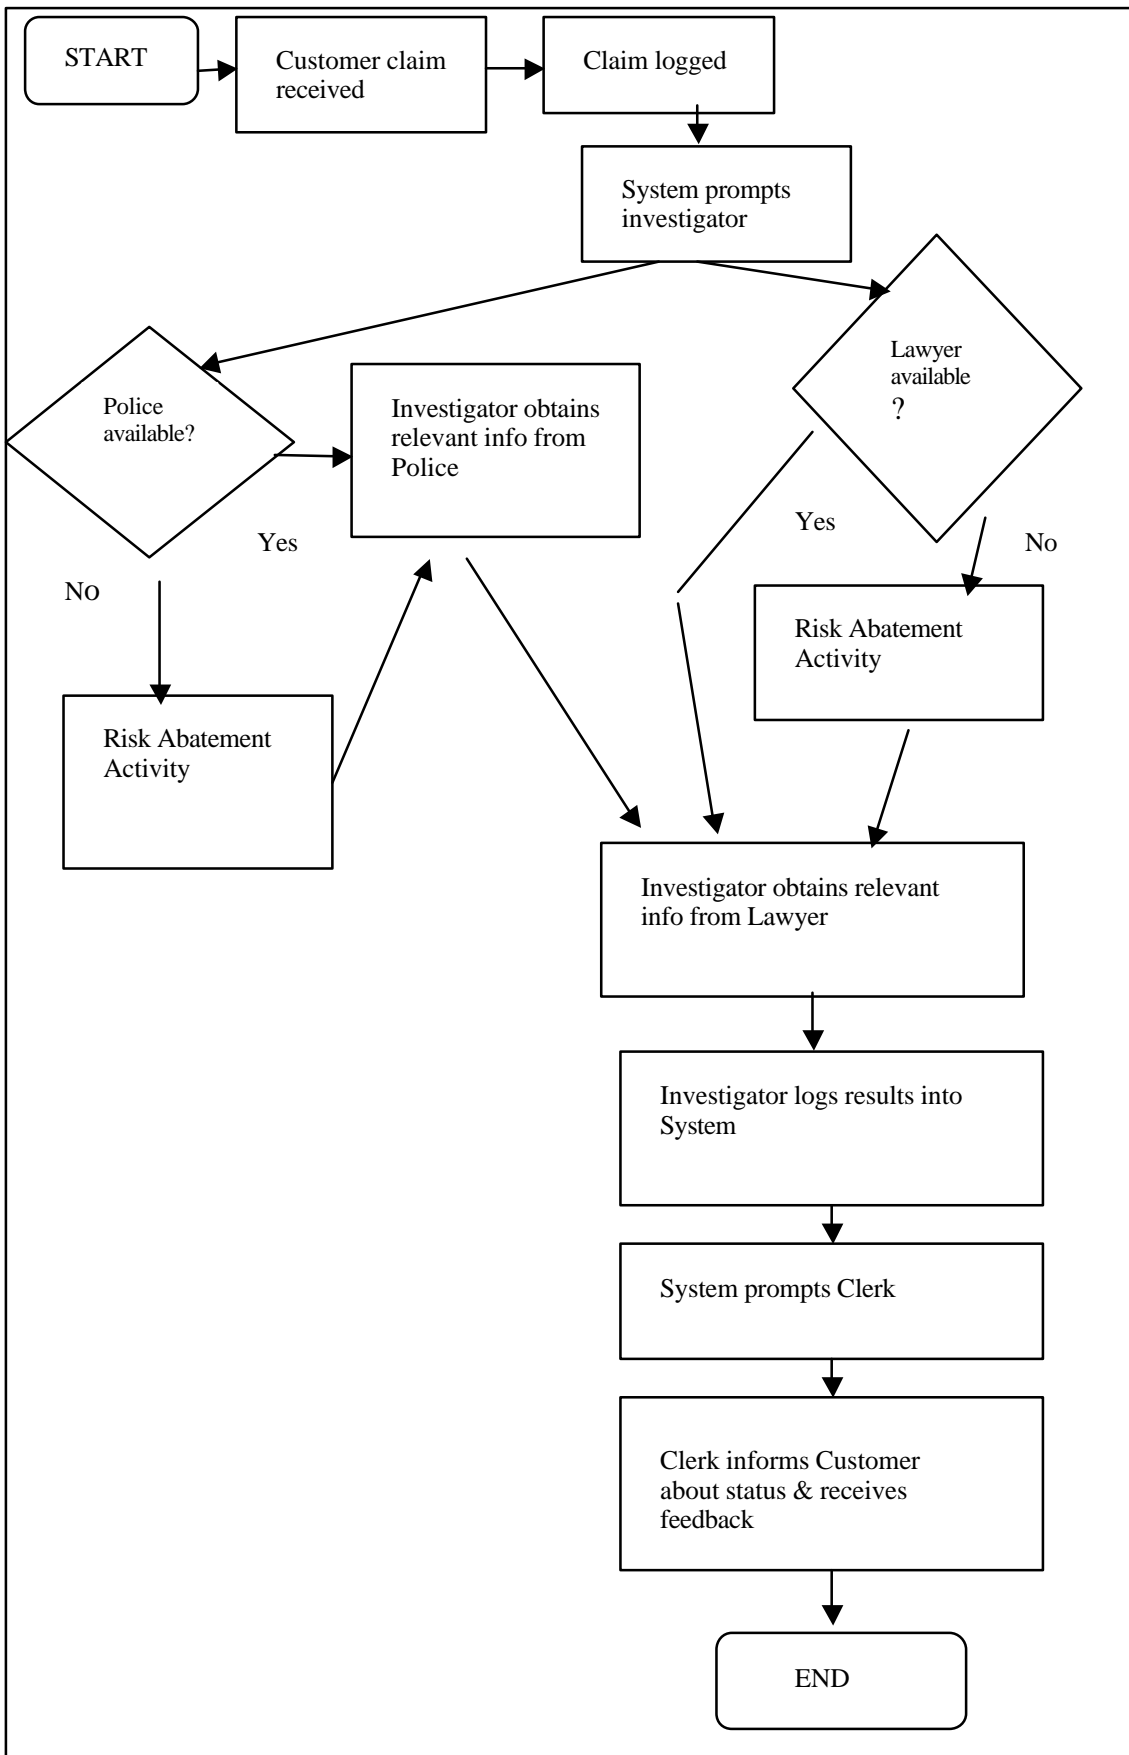 START
Customer claim
received
Claim logged
System prompts
investigator
Lawyer
available
?
Police
available?
Investigator obtains
relevant info from
Police
Yes
Yes
No
No
Risk Abatement
Activity
Risk Abatement
Activity
Investigator obtains relevant
info from Lawyer
Investigator logs results into
System
System prompts Clerk
Clerk informs Customer
about status & receives
feedback
END